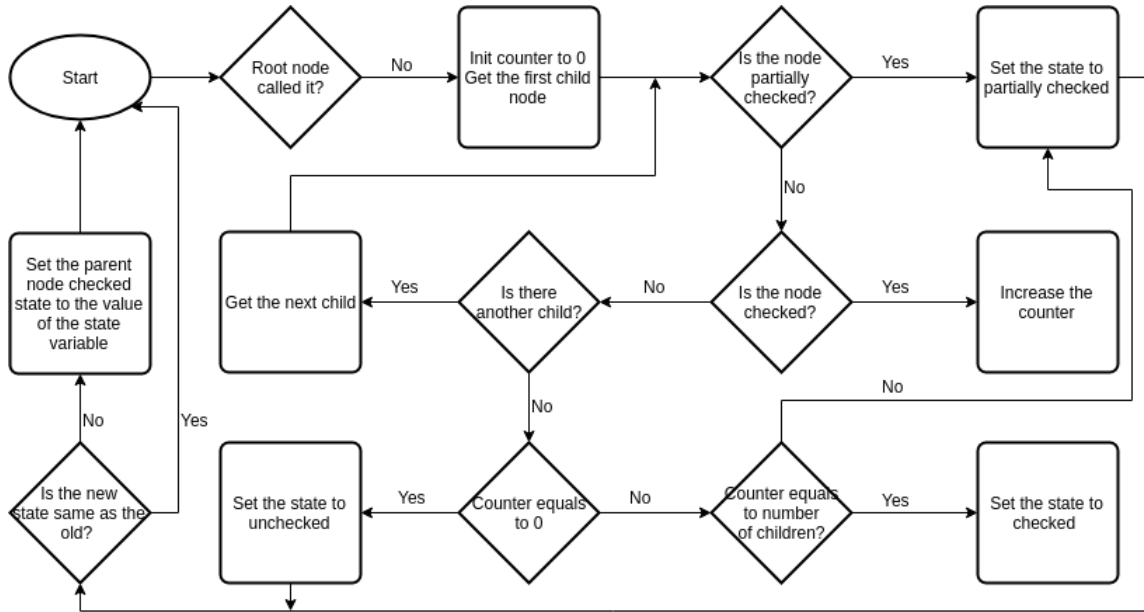 Start
Root node
called it?
No
Init counter to 0
Get the first child
node
Is the node
partially
checked?
Yes
Set the state to
partially checked
No
Set the parent
node checked
state to the value
of the state
variable
Get the next child
Yes
Is there
another child?
No
Is the node
checked?
Yes
Increase the
counter
No
Yes
No
No
Is the new
state same as the
old?
Set the state to
unchecked
Yes
Counter equals
to 0
No
Counter equals
to number
of children?
Yes
Set the state to
checked